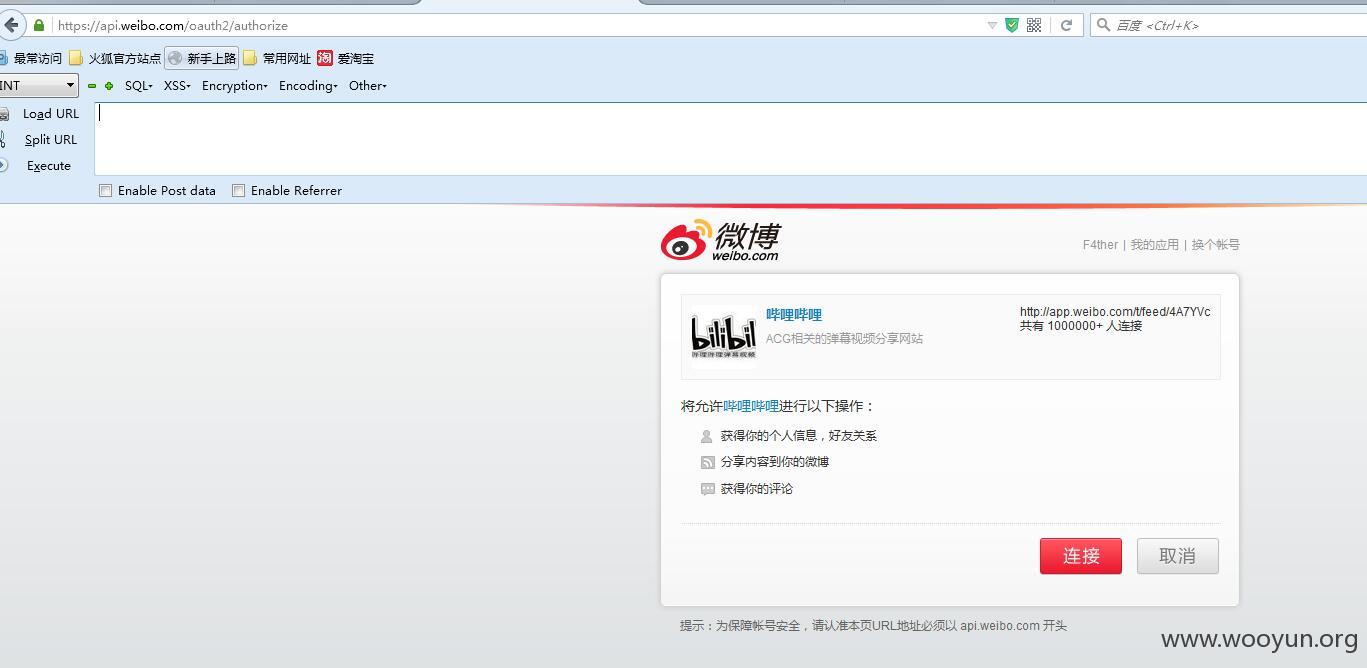 https://api.weibo.com/oauth2/authorize
百度 <Ctrl+K>
最常访问 火狐官方站点 新手上路 常用网址 淘 爱淘宝
INT SQL XSS Encryption Encoding Other
Load URL
Split URL
Execute
Enable Post data Enable Referrer
微博
weibo.com
F4ther | 我的应用 | 换个帐号
bilibili
哔哩哔哩弹幕视频
哔哩哔哩
ACG相关的弹幕视频分享网站
http://app.weibo.com/t/feed/4A7YVc
共有 1000000+ 人连接
将允许哔哩哔哩进行以下操作：
获得你的个人信息，好友关系
分享内容到你的微博
获得你的评论
连接 取消
提示：为保障帐号安全，请认准本页URL地址必须以 api.weibo.com 开头
www.wooyun.org